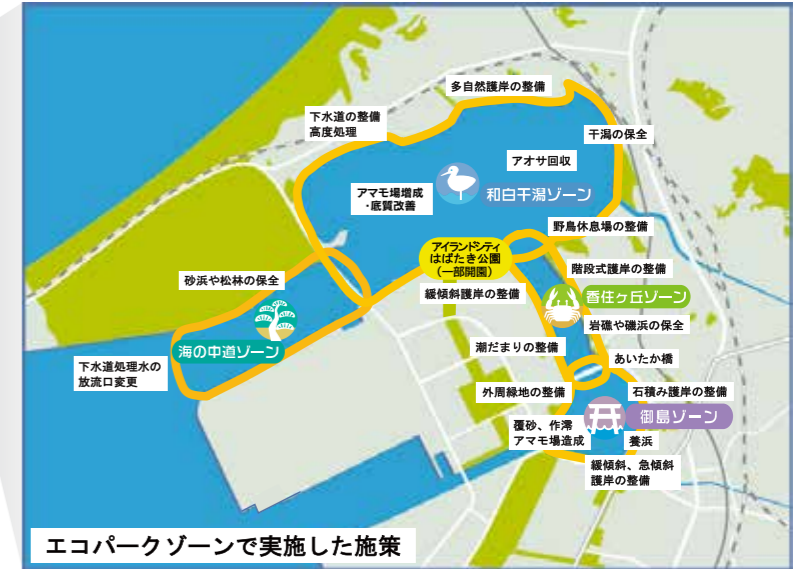 多自然護岸の整備
下水道の整備
高度処理
干潟の保全
アオサ回収
アマモ場増成
・底質改善
和白干潟ゾーン
野鳥休息場の整備
アイランドシティ
はばたき公園
(一部開園)
階段式護岸の整備
砂浜や松林の保全
緩傾斜護岸の整備
香住ヶ丘ゾーン
岩礁や磯浜の保全
海の中道ゾーン
潮だまりの整備
あいたか橋
下水道処理水の
放流口変更
外周緑地の整備
石積み護岸の整備
御島ゾーン
覆砂、作澪
アマモ場造成
養浜
緩傾斜、急傾斜
護岸の整備
エコパークゾーンで実施した施策